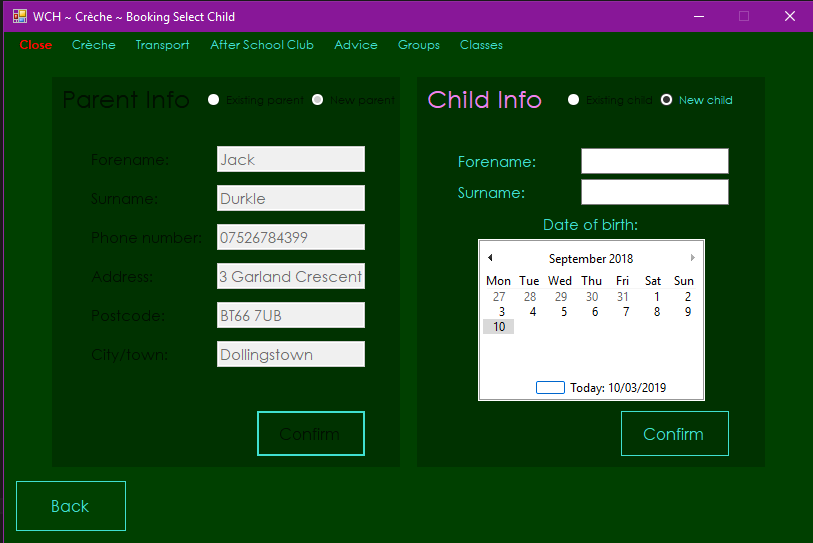 WCH ~ Crèche ~ Booking Select Child
Close Crèche Transport After School Club Advice Groups Classes
Parent Info Existing parent New parent
Forename: Jack
Surname: Durkle
Phone number: 07526784399
Address: 3 Garland Crescent
Postcode: BT66 7UB
City/town: Dollingstown
Confirm
Child Info Existing child New child
Forename:
Surname:
Date of birth:
September 2018
Mon Tue Wed Thu Fri Sat Sun
27 28 29 30 31 1 2
3 4 5 6 7 8 9
10
Today: 10/03/2019
Confirm
Back